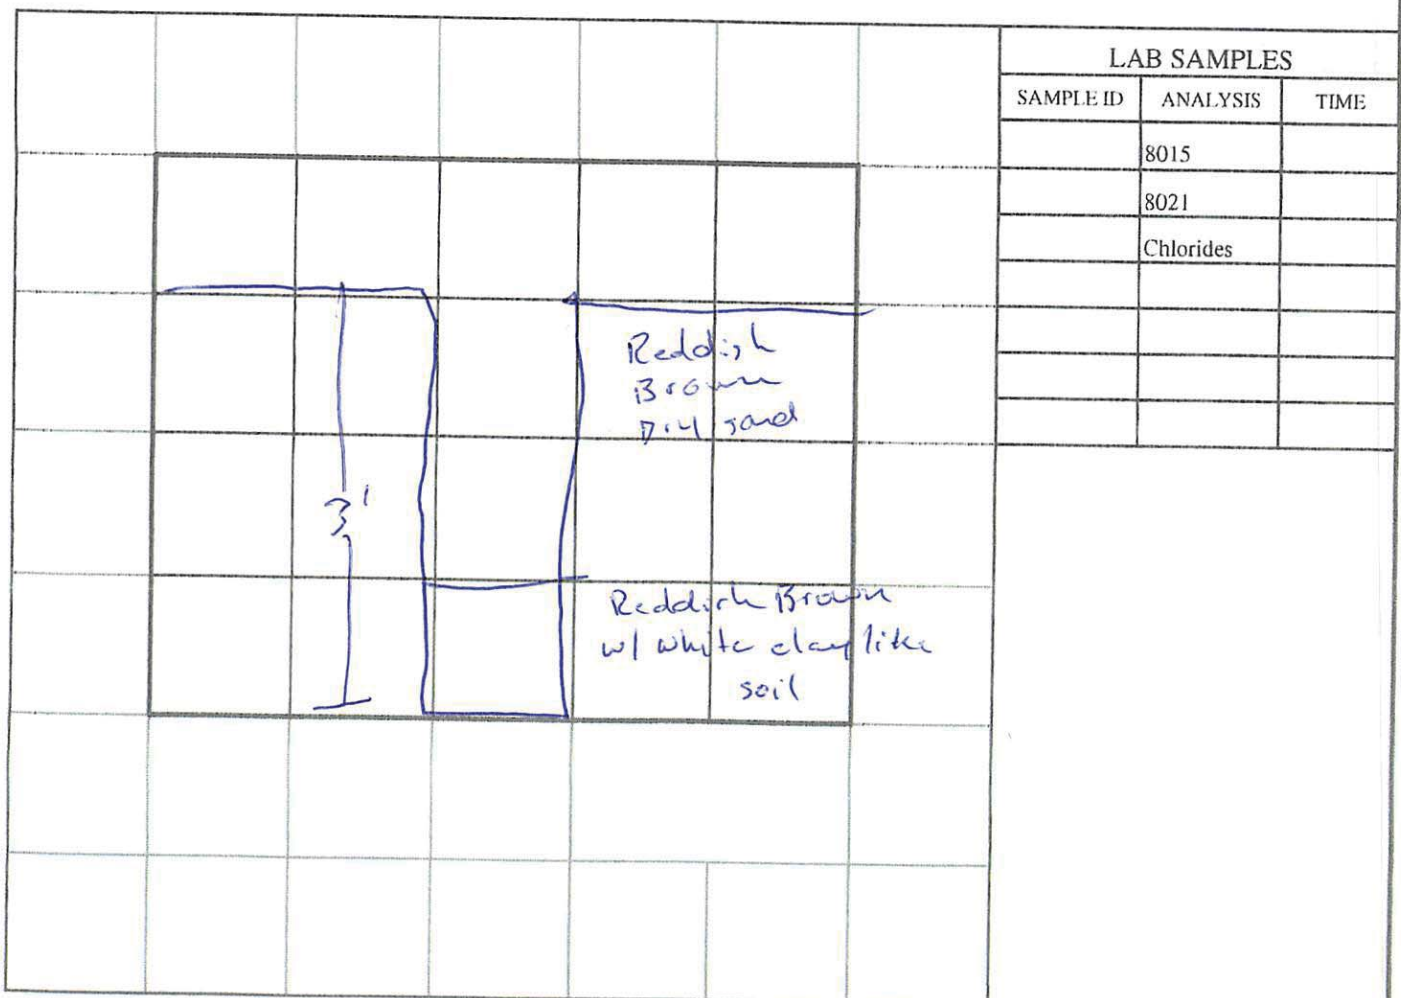 LAB SAMPLES
SAMPLE ID ANALYSIS TIME
8015
8021
Chlorides
Reddish
Brown
sand
3'
Reddish Brown
w/ white clay like
soil